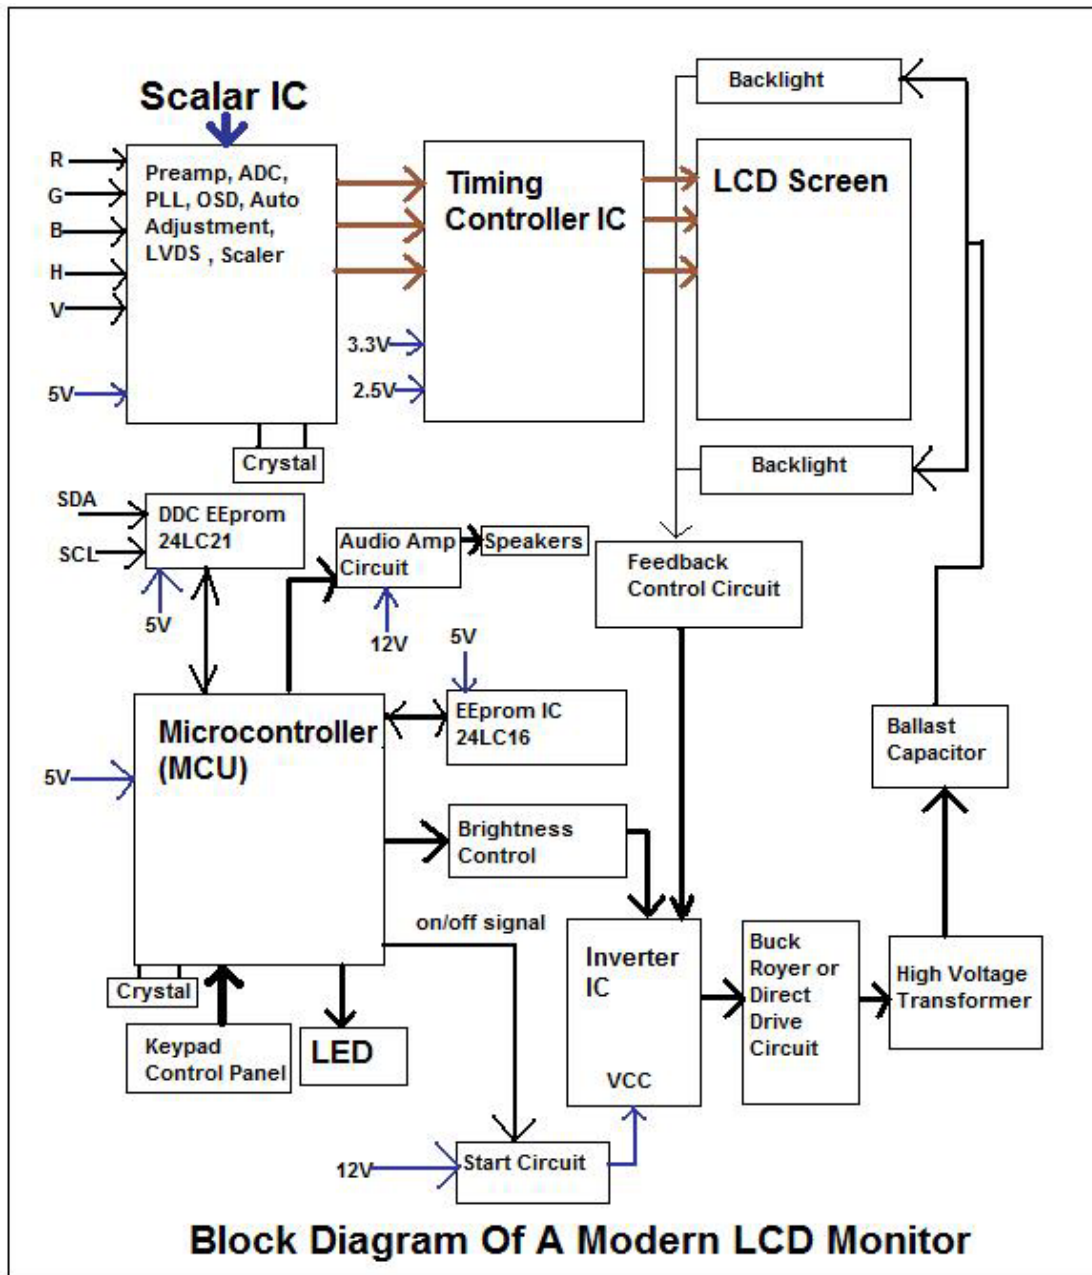 Scalar IC
R
G
B
H
V
5V
Preamp, ADC,
PLL, OSD, Auto
Adjustment,
LVDS , Scaler
Crystal
Timing
Controller IC
3.3V
2.5V
Backlight
LCD Screen
Backlight
SDA
SCL
DDC EEprom
24LC21
5V
Audio Amp
Circuit
Speakers
12V
Feedback
Control Circuit
5V
EEprom IC
24LC16
Microcontroller
(MCU)
5V
Ballast
Capacitor
Brightness
Control
on/off signal
Crystal
Keypad
Control Panel
LED
Inverter
IC
VCC
Buck
Royer or
Direct
Drive
Circuit
High Voltage
Transformer
12V
Start Circuit
Block Diagram Of A Modern LCD Monitor